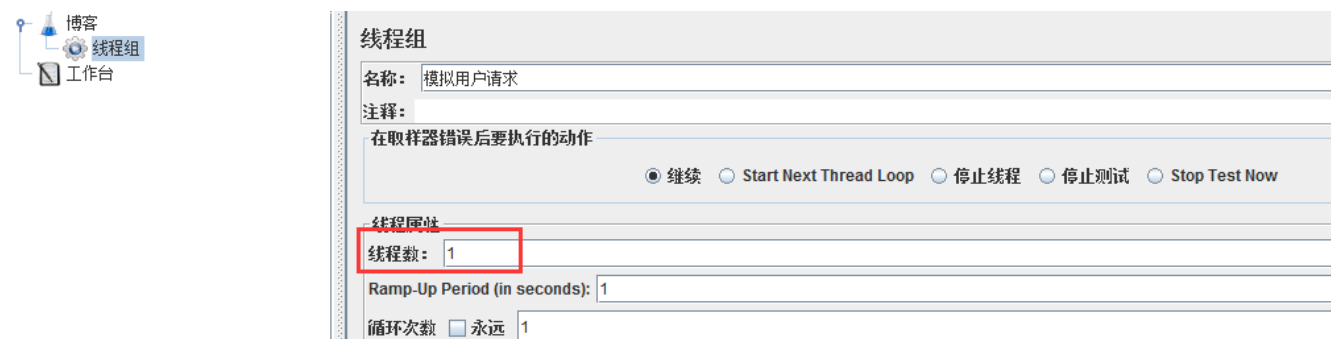 博客
线程组
工作台
线程组
名称： 模拟用户请求
注释：
在取样器错误后要执行的动作
继续 Start Next Thread Loop 停止线程 停止测试 Stop Test Now
线程属性
线程数： 1
Ramp-Up Period (in seconds): 1
循环次数 永远 1